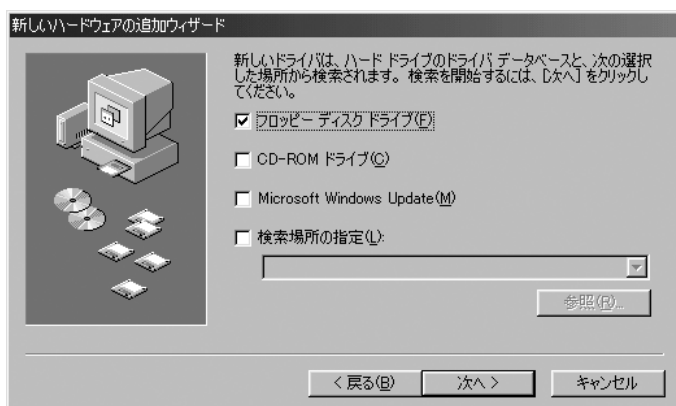 新しいハードウェアの追加ウィザード
新しいドライバは、ハード ドライブのドライバ データベースと、次の選択
した場所から検索されます。検索を開始するには、[次へ] をクリックし
てください。
フロッピー ディスク ドライブ(F)
CD-ROM ドライブ(C)
Microsoft Windows Update(M)
検索場所の指定(L):
参照(R)...
< 戻る(B)
次へ >
キャンセル